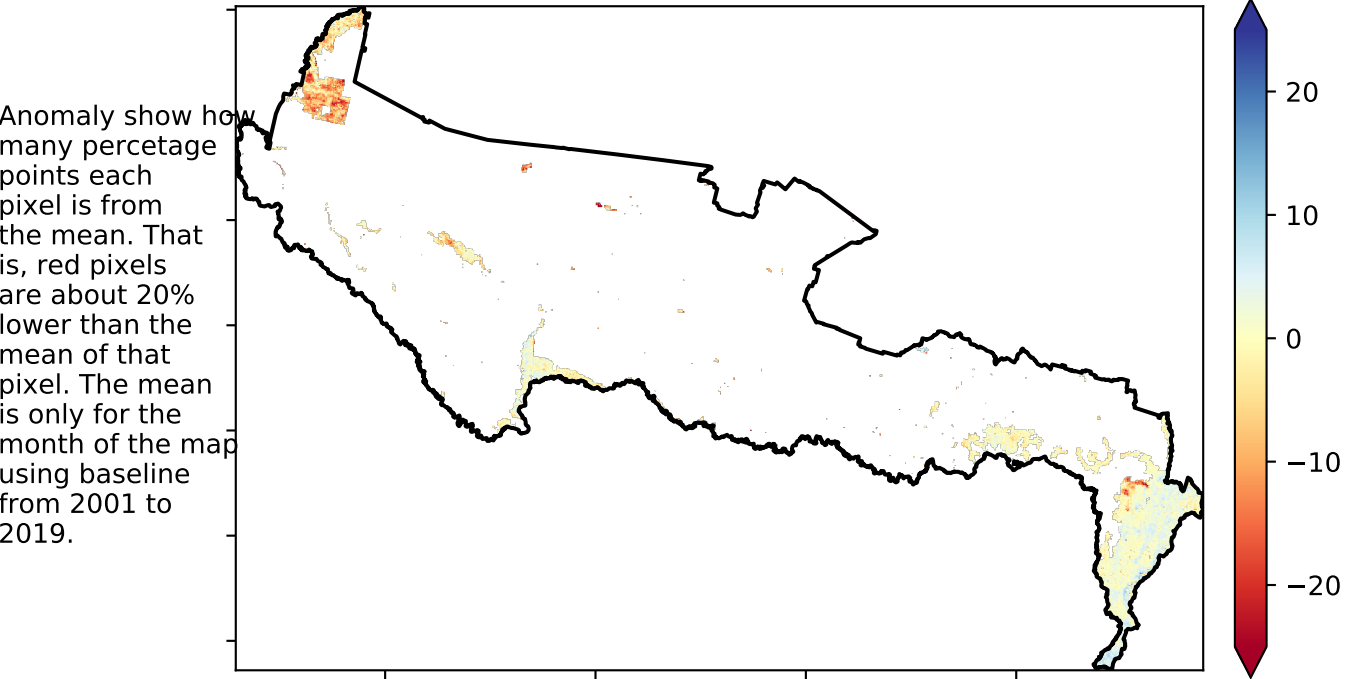 Anomaly show how
many percetage
points each
pixel is from
the mean. That
is, red pixels
are about 20%
lower than the
mean of that
pixel. The mean
is only for the
month of the map
using baseline
from 2001 to
2019.
20
10
0
−10
−20